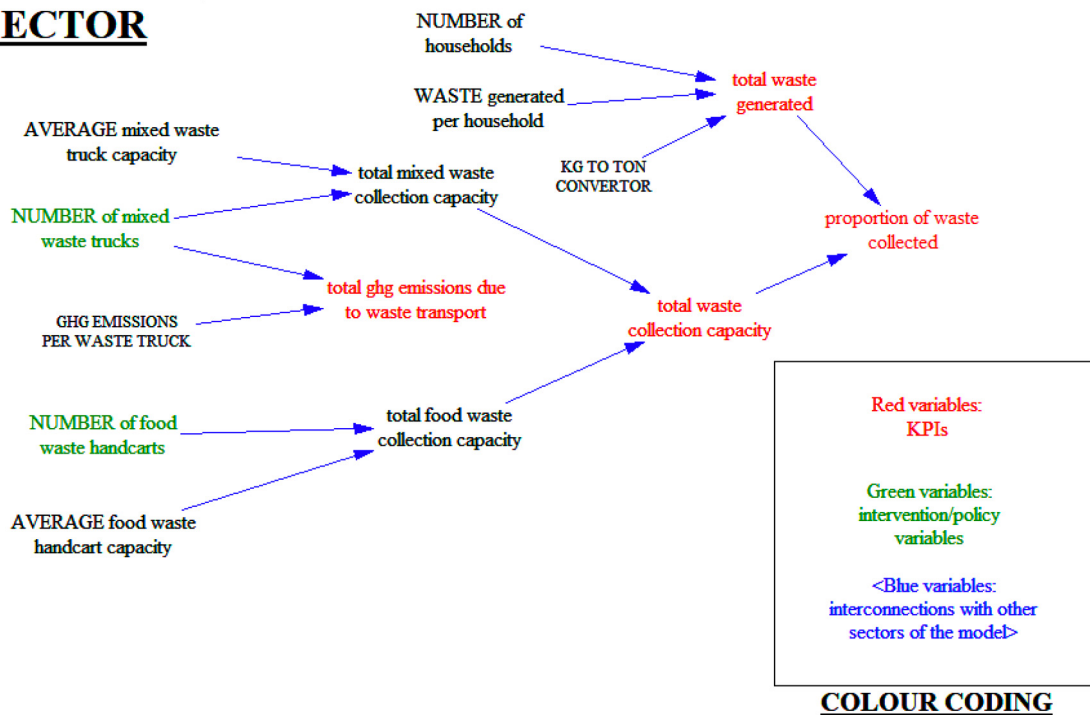 ECTOR
NUMBER of
households
WASTE generated
per household
total waste
generated
KG TO TON
CONVERTOR
AVERAGE mixed waste
truck capacity
total mixed waste
collection capacity
NUMBER of mixed
waste trucks
proportion of waste
collected
total ghg emissions due
to waste transport
GHG EMISSIONS
PER WASTE TRUCK
total waste
collection capacity
NUMBER of food
waste handcarts
total food waste
collection capacity
AVERAGE food waste
handcart capacity
Red variables:
KPIs
Green variables:
intervention/policy
variables
<Blue variables:
interconnections with other
sectors of the model>
COLOUR CODING